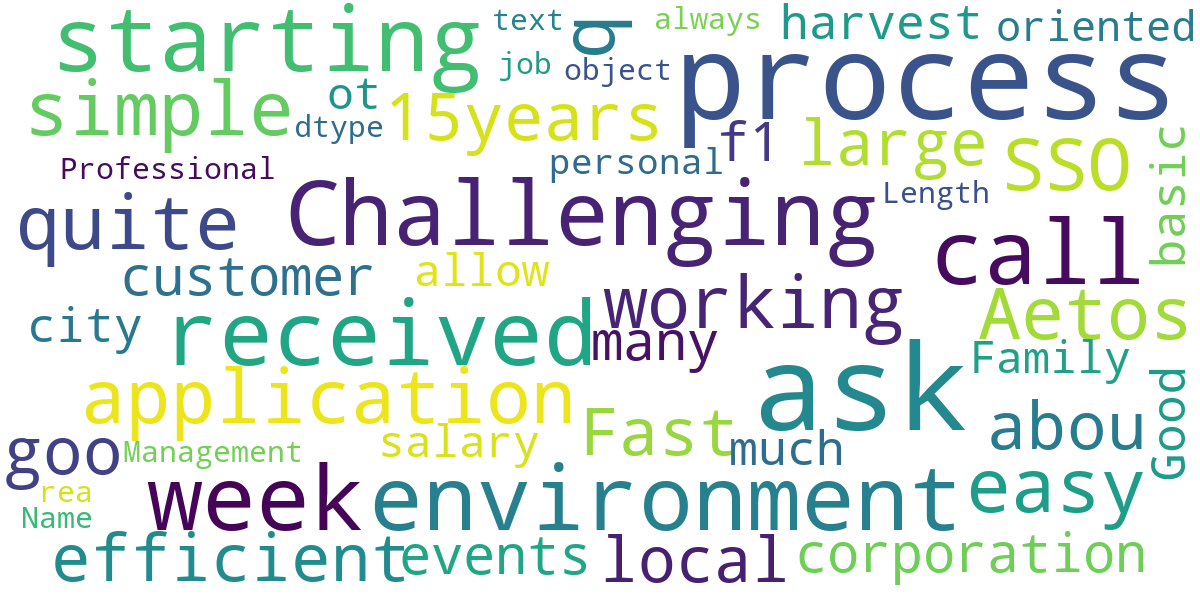 starting
text
q
always
harvest
oriented
process
job
object
simple
ot
dtype
15years
f1
large
SSO
basic
Professional
personal
quite
Challenging
Length
call
customer
allow
working
Aetos
city
received
many
ask
Family
application
Fast
abou
Good
goo
Management
salary
much
rea
Name
week
environment
easy
efficient
events
local
corporation